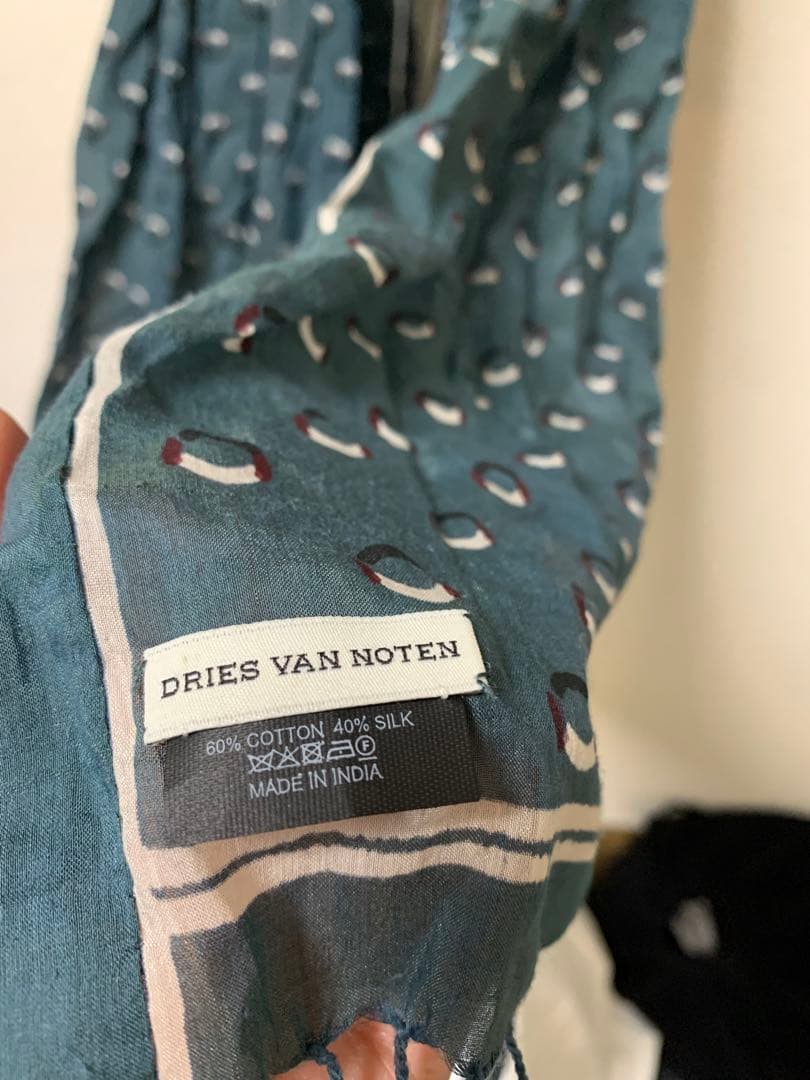 DRIES VAN NOTEN
60% COTTON 40% SILK
MADE IN INDIA